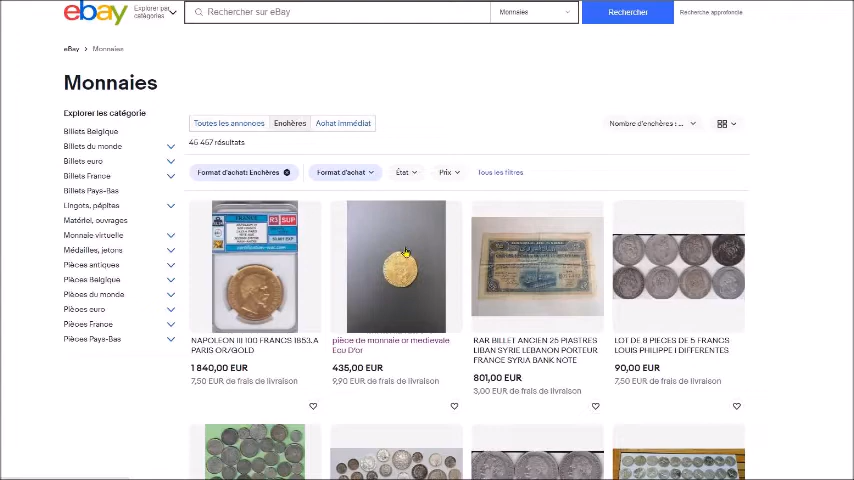 ebay
Explorer par
catégories
Rechercher sur eBay
Monnaies
Rechercher
Recherche approfondie
eBay > Monnaies
Monnaies
Explorer les catégorie
Billets Belgique
Billets du monde
Billets euro
Billets France
Billets Pays-Bas
Lingots, pépites
Matériel, ouvrages
Monnaie virtuelle
Médailles, jetons
Pièces antiques
Pièces Belgique
Pièces du monde
Pièces euro
Pièces France
Pièces Pays-Bas
Toutes les annonces
Enchères
Achat immédiat
Nombre d'enchères : ...
45 457 résultats
Format d'achat: Enchères
Format d'achat
État
Prix
Tous les filtres
FRANCE
SUP
NAPOLEON III 100 FRANCS 1853.A
PARIS OR/GOLD
1 840,00 EUR
7,50 EUR de frais de livraison
pièce de monnaie or medievale
Ecu D'or
435,00 EUR
9,90 EUR de frais de livraison
RAR BILLET ANCIEN 25 PIASTRES
LIBAN SYRIE LEBANON PORTEUR
FRANCE SYRIA BANK NOTE
801,00 EUR
3,00 EUR de frais de livraison
LOT DE 8 PIECES DE 5 FRANCS
LOUIS PHILIPPE I DIFFERENTES
90,00 EUR
7,50 EUR de frais de livraison